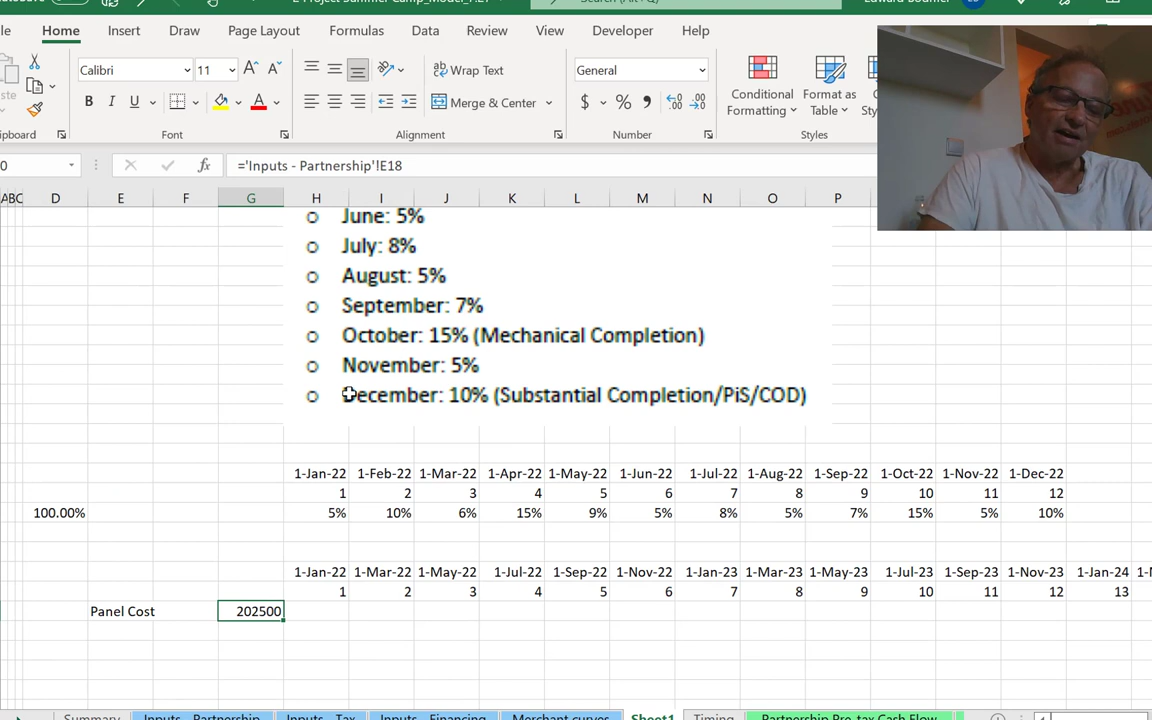 Home Insert Draw Page Layout Formulas Data Review View Developer Help
Calibri 11 Wrap Text General
B I U Merge & Center $ % Conditional Formatting Format as Table
Font Alignment Number Styles
='Inputs - Partnership'!E18
D E F G H I J K L M N O P
o June: 5%
o July: 8%
o August: 5%
o September: 7%
o October: 15% (Mechanical Completion)
o November: 5%
o December: 10% (Substantial Completion/PiS/COD)
1-Jan-22 1-Feb-22 1-Mar-22 1-Apr-22 1-May-22 1-Jun-22 1-Jul-22 1-Aug-22 1-Sep-22 1-Oct-22 1-Nov-22 1-Dec-22
1 2 3 4 5 6 7 8 9 10 11 12
100.00% 5% 10% 6% 15% 9% 5% 8% 5% 7% 15% 5% 10%
1-Jan-22 1-Mar-22 1-May-22 1-Jul-22 1-Sep-22 1-Nov-22 1-Jan-23 1-Mar-23 1-May-23 1-Jul-23 1-Sep-23 1-Nov-23 1-Jan-24
1 2 3 4 5 6 7 8 9 10 11 12 13
Panel Cost 202500
Summary Inputs - Partnership Inputs - Tax Inputs - Financing Merchant curves Sheet1 Timing Partnership Pre-tax Cash Flow